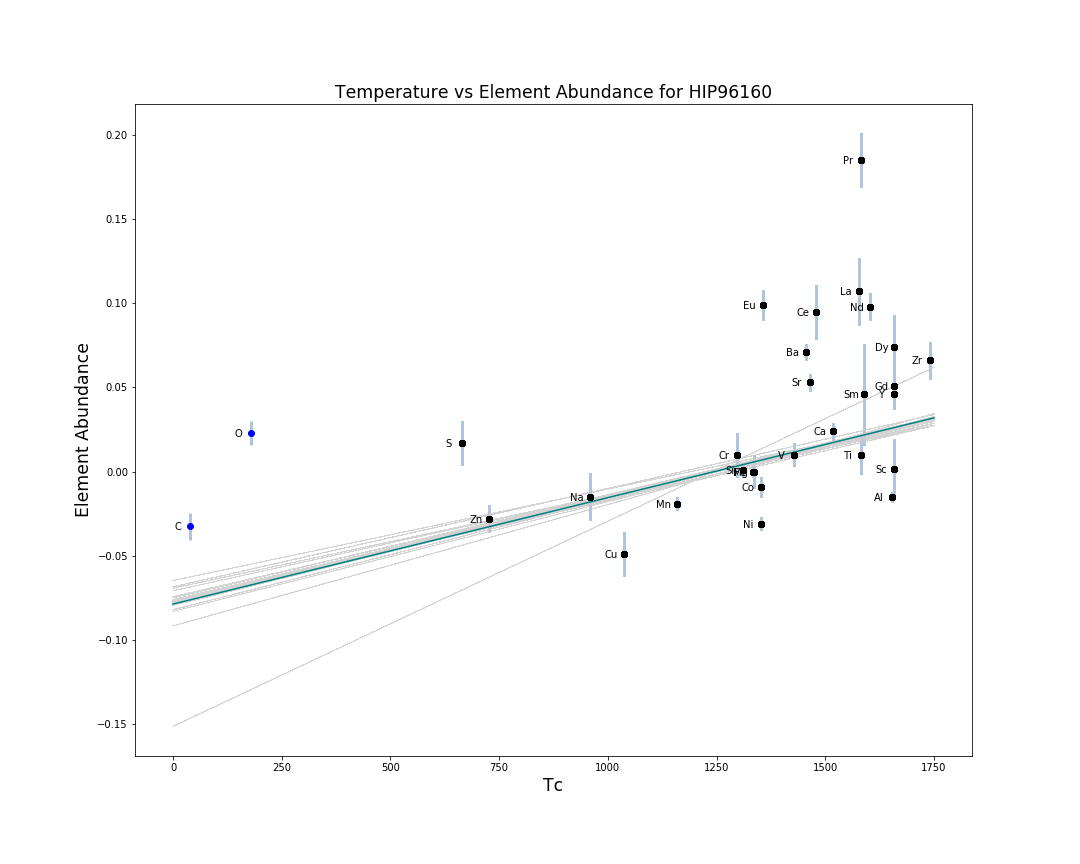 Temperature vs Element Abundance for HIP96160
0.20
0.15
0.10
0.05
0.00
−0.05
−0.10
−0.15
Element Abundance
Pr
La
Eu
Nd
Ce
Dy
Ba
Zr
Sr
Gd
Sm
Y
O
Ca
S
Cr
V
Ti
Sc
Co
Na
Al
Mn
Zn
Ni
C
Cu
0
250
500
750
1000
1250
1500
1750
Tc